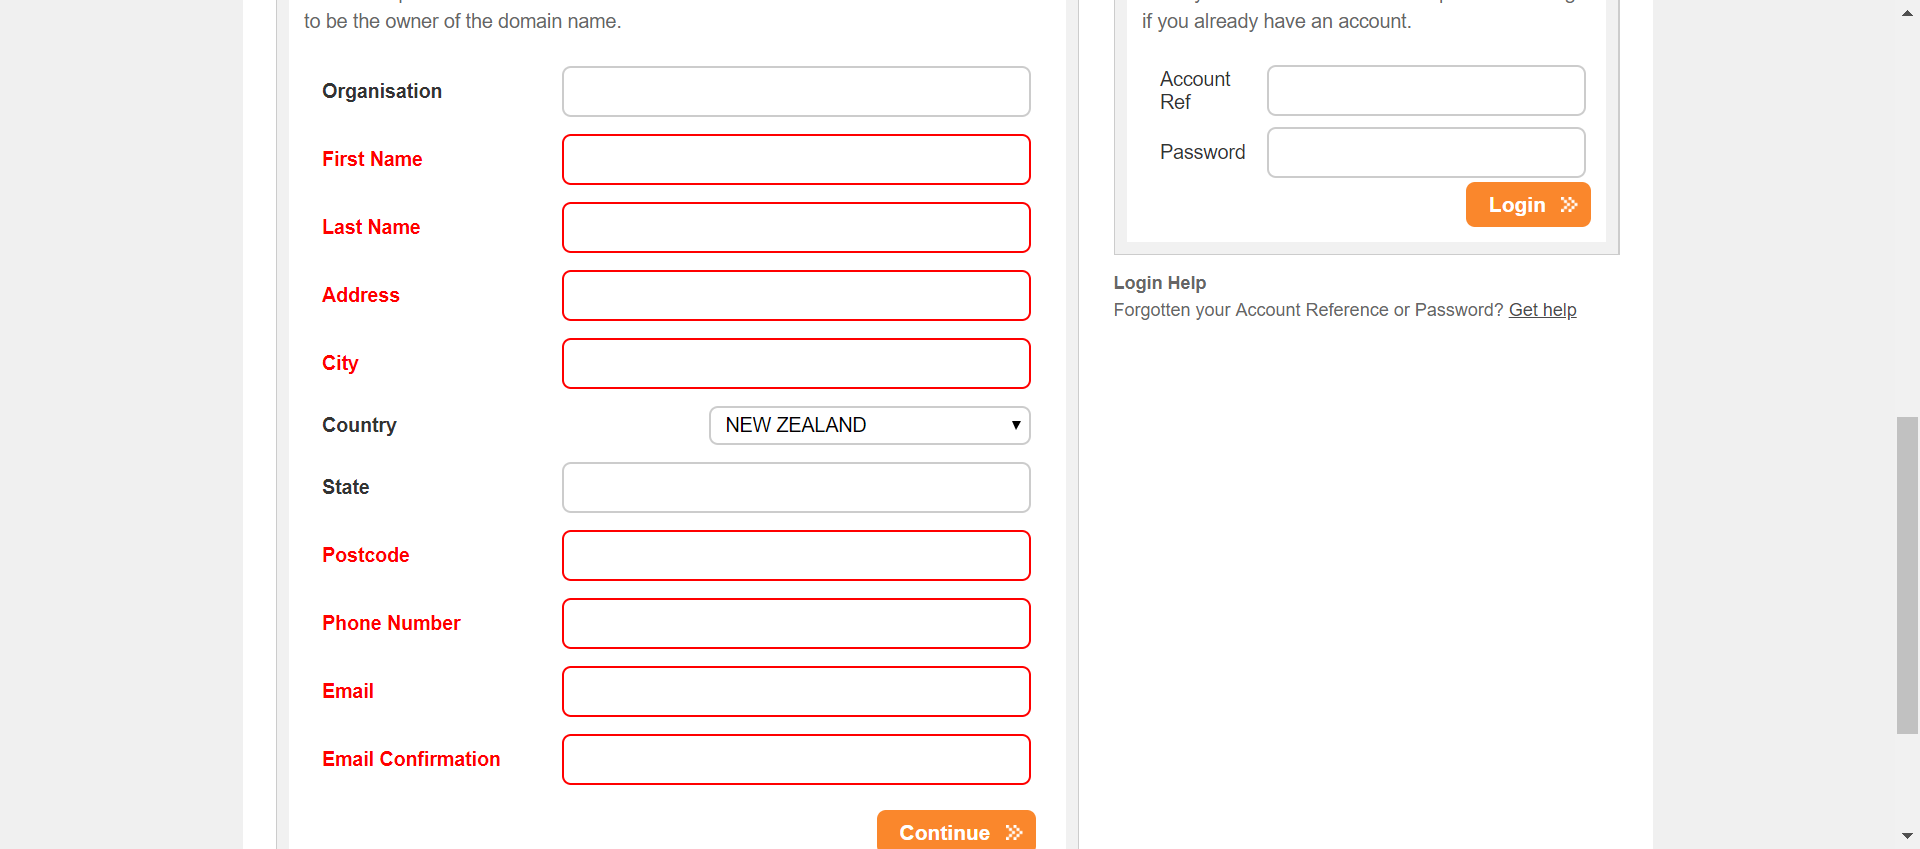 to be the owner of the domain name.
Organisation
First Name
Last Name
Address
City
Country
NEW ZEALAND
State
Postcode
Phone Number
Email
Email Confirmation
Continue
if you already have an account.
Account
Ref
Password
Login
Login Help
Forgotten your Account Reference or Password? Get help